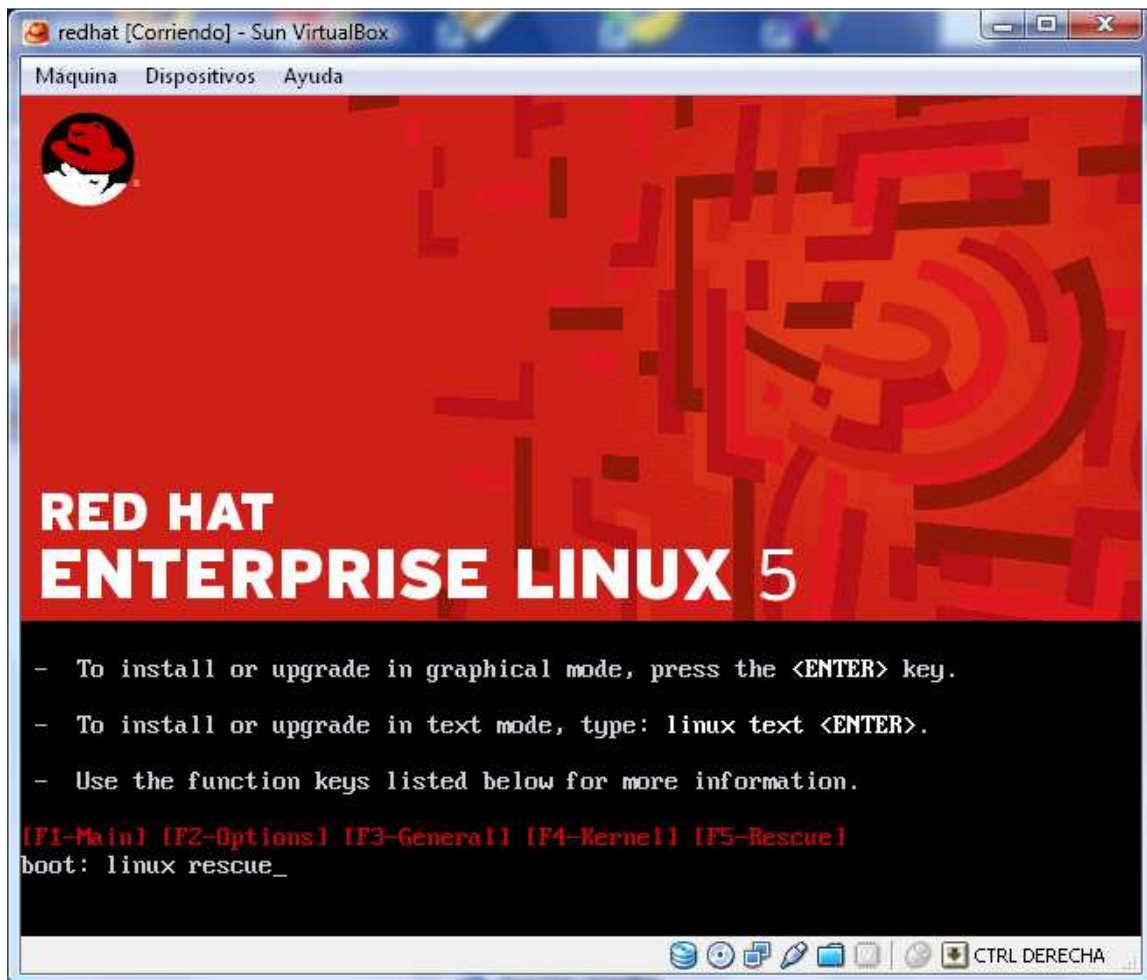 redhat [Corriendo] - Sun VirtualBox
Máquina Dispositivos Ayuda
RED HAT
ENTERPRISE LINUX 5
- To install or upgrade in graphical mode, press the <ENTER> key.
- To install or upgrade in text mode, type: linux text <ENTER>.
- Use the function keys listed below for more information.
[F1-Main] [F2-Options] [F3-General] [F4-Kernel] [F5-Rescue]
boot: linux rescue_
CTRL DERECHA